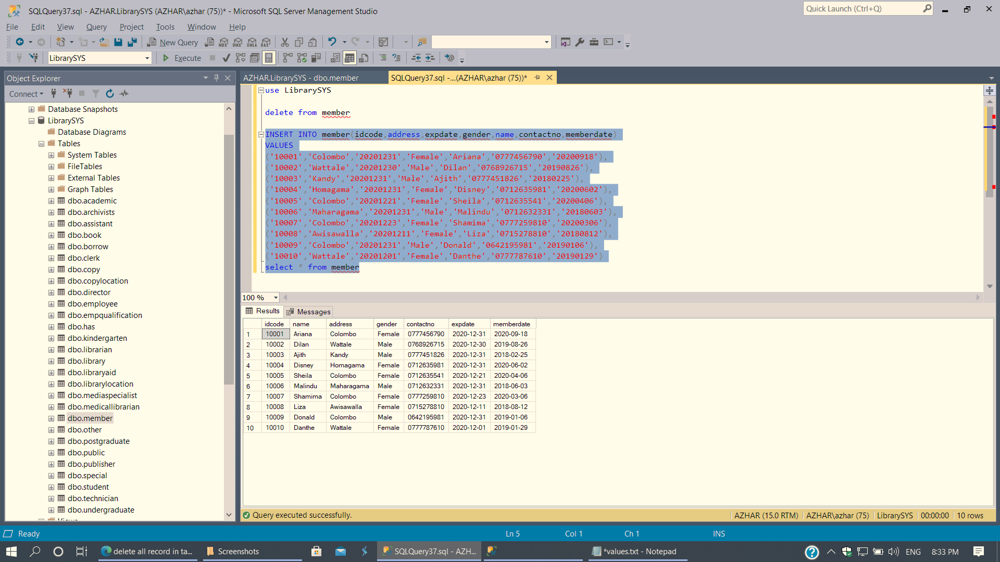 SQLQuery37.sql - AZHAR.LibrarySYS (AZHAR\azhar (75))* - Microsoft SQL Server Management Studio
Quick Launch (Ctrl+Q)
File Edit View Query Project Tools Window Help
New Query MDX DMX XMLA DAX
LibrarySYS Execute
Object Explorer
Connect
Database Snapshots
LibrarySYS
Database Diagrams
Tables
System Tables
FileTables
External Tables
Graph Tables
dbo.academic
dbo.archivists
dbo.assistant
dbo.book
dbo.borrow
dbo.clerk
dbo.copy
dbo.copylocation
dbo.director
dbo.employee
dbo.empqualification
dbo.has
dbo.kindergarten
dbo.librarian
dbo.library
dbo.libraryaid
dbo.librarylocation
dbo.mediaspecialist
dbo.medicallibrarian
dbo.member
dbo.other
dbo.postgraduate
dbo.public
dbo.publisher
dbo.special
dbo.student
dbo.technician
dbo.undergraduate
Views
AZHAR.LibrarySYS - dbo.member
SQLQuery37.sql -...(AZHAR\azhar (75))*
use LibrarySYS
delete from member
INSERT INTO member(idcode,address,expdate,gender,name,contactno,memberdate)
VALUES
('10001','Colombo','20201231','Female','Ariana','0777456790','20200918'),
('10002','Wattale','20201230','Male','Dilan','0768926715','20190826'),
('10003','Kandy','20201231','Male','Ajith','0777451826','20180225'),
('10004','Homagama','20201231','Female','Disney','0712635981','20200602'),
('10005','Colombo','20201221','Female','Sheila','0712635541','20200406'),
('10006','Maharagama','20201231','Male','Malindu','0712632331','20180603'),
('10007','Colombo','20201223','Female','Shamima','0777259810','20200306'),
('10008','Awisawalla','20201211','Female','Liza','0715278810','20180812'),
('10009','Colombo','20201231','Male','Donald','0642195981','20190106'),
('10010','Wattale','20201201','Female','Danthe','0777787610','20190129')
select * from member
100 %
Results Messages
idcode name address gender contactno expdate memberdate
1 10001 Ariana Colombo Female 0777456790 2020-12-31 2020-09-18
2 10002 Dilan Wattale Male 0768926715 2020-12-30 2019-08-26
3 10003 Ajith Kandy Male 0777451826 2020-12-31 2018-02-25
4 10004 Disney Homagama Female 0712635981 2020-12-31 2020-06-02
5 10005 Sheila Colombo Female 0712635541 2020-12-21 2020-04-06
6 10006 Malindu Maharagama Male 0712632331 2020-12-31 2018-06-03
7 10007 Shamima Colombo Female 0777259810 2020-12-23 2020-03-06
8 10008 Liza Awisawalla Female 0715278810 2020-12-11 2018-08-12
9 10009 Donald Colombo Male 0642195981 2020-12-31 2019-01-06
10 10010 Danthe Wattale Female 0777787610 2020-12-01 2019-01-29
Query executed successfully. AZHAR (15.0 RTM) AZHAR\azhar (75) LibrarySYS 00:00:00 10 rows
Ready Ln 5 Col 1 Ch 1 INS
delete all record in ta... Screenshots SQLQuery37.sql - AZH... *values.txt - Notepad ENG 8:33 PM